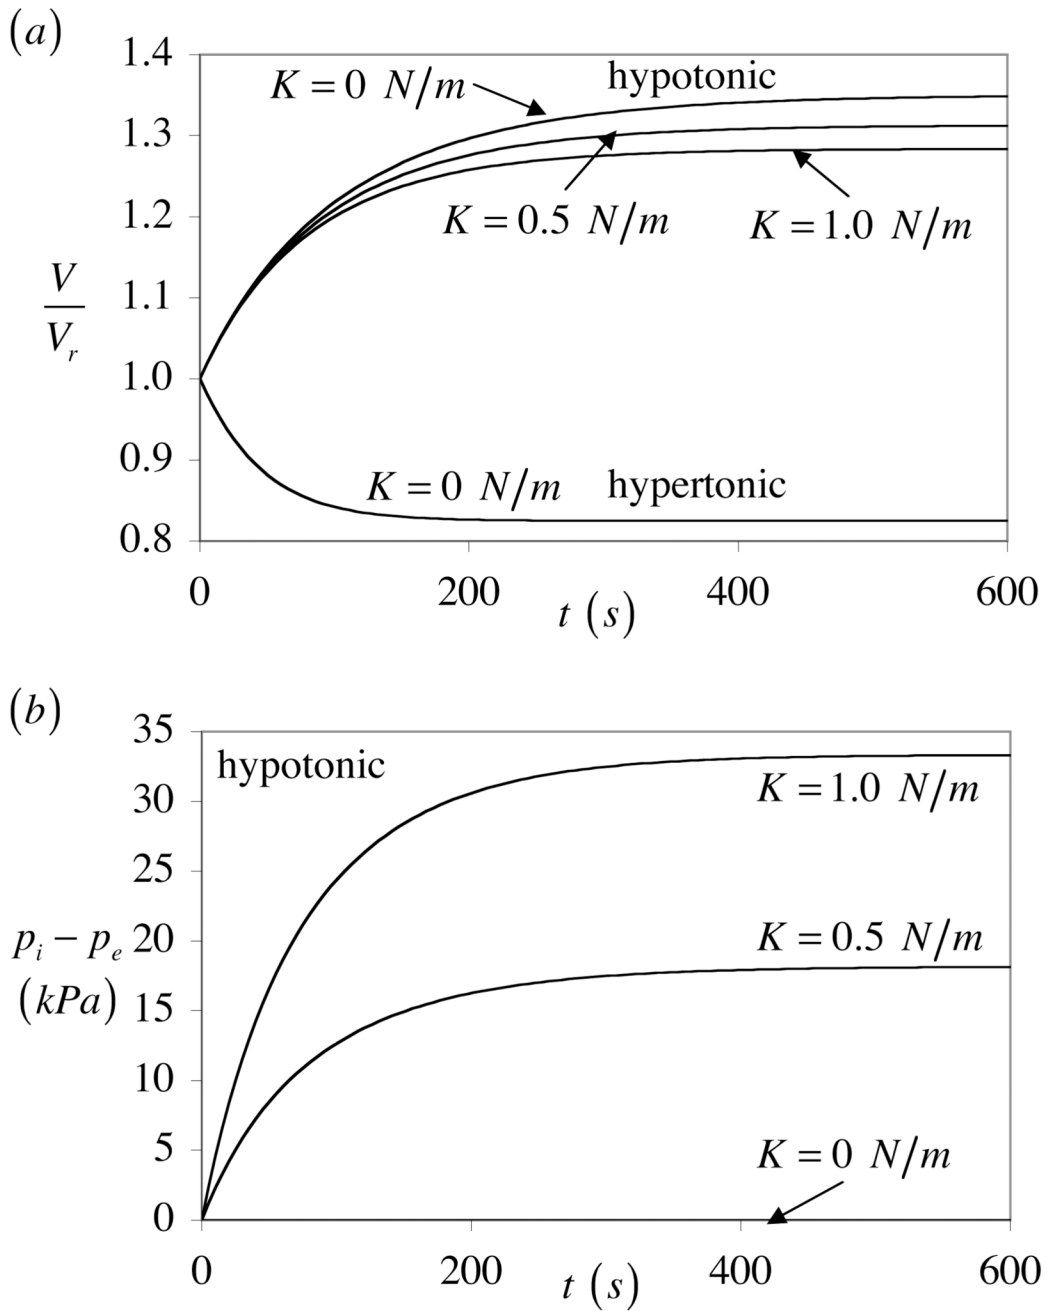 (a)
1.4
K = 0 N/m
hypotonic
1.3
1.2
K = 0.5 N/m
K = 1.0 N/m
V
V_r
1.1
1.0
0.9
K = 0 N/m
hypertonic
0.8
0
200
400
600
t (s)
(b)
35
hypotonic
K = 1.0 N/m
30
25
p_i − p_e
20
K = 0.5 N/m
(kPa)
15
10
5
K = 0 N/m
0
0
200
400
600
t (s)